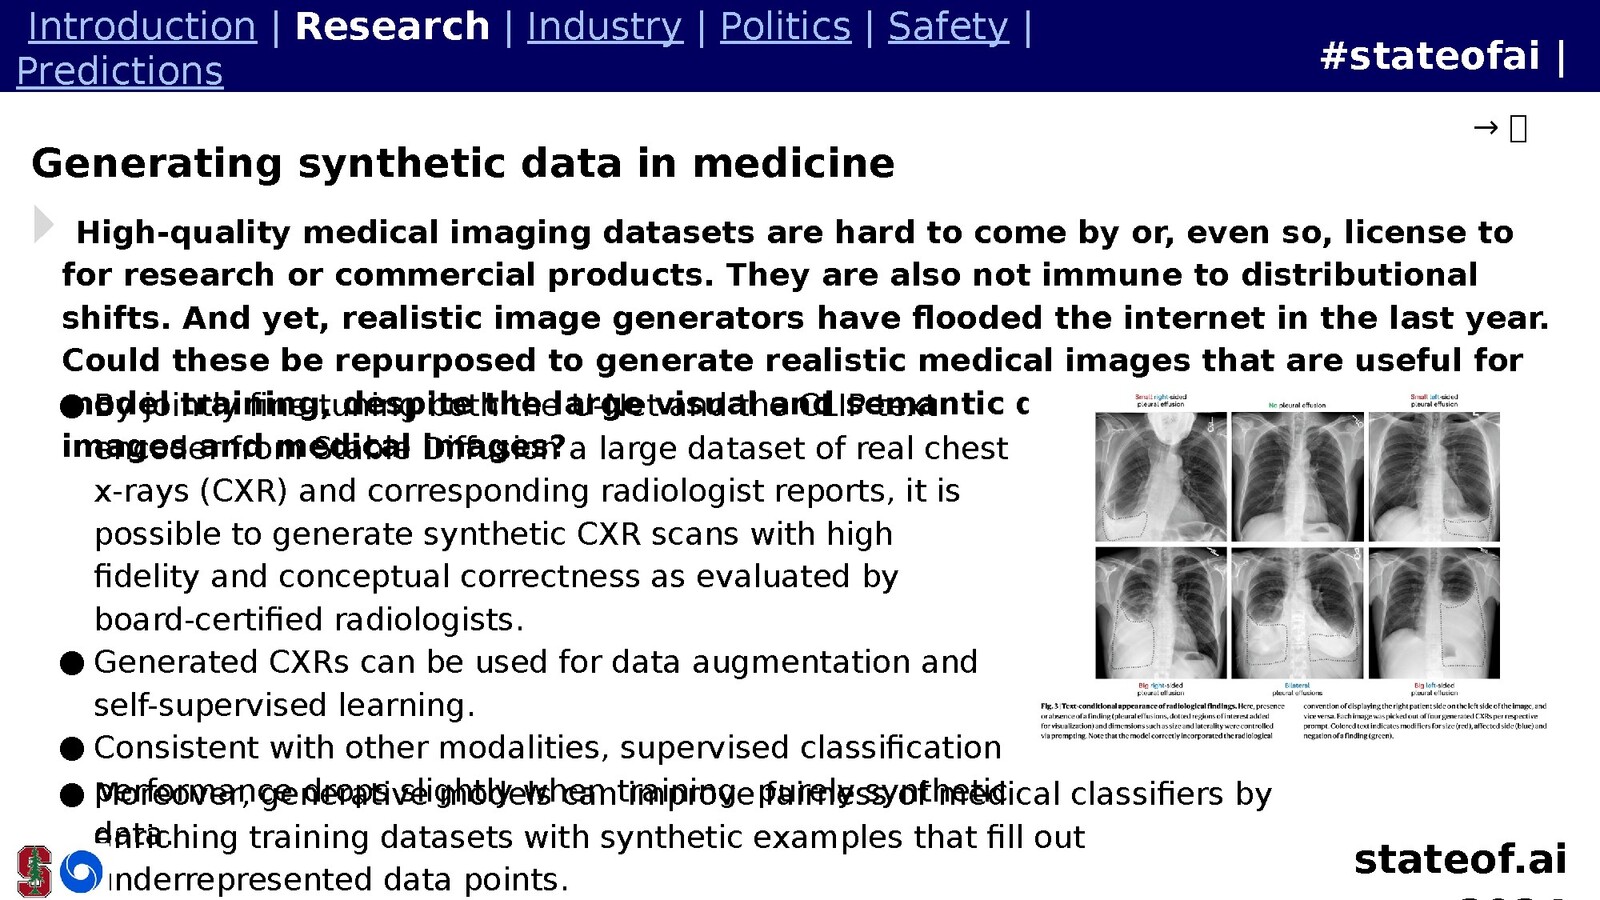 Introduction | Research | Industry | Politics | Safety |
Predictions
#stateofai |
→
Generating synthetic data in medicine
High-quality medical imaging datasets are hard to come by or, even so, license to
for research or commercial products. They are also not immune to distributional
shifts. And yet, realistic image generators have flooded the internet in the last year.
Could these be repurposed to generate realistic medical images that are useful for
model training, despite the large visual and semantic
images and medical images?
● By jointly fine-tuning both the U-Net and the CLIP text
encoder from Stable Diffusion a large dataset of real chest
x-rays (CXR) and corresponding radiologist reports, it is
possible to generate synthetic CXR scans with high
fidelity and conceptual correctness as evaluated by
board-certified radiologists.
● Generated CXRs can be used for data augmentation and
self-supervised learning.
● Consistent with other modalities, supervised classification
performance drops slightly when training purely synthetic
data.
● Moreover, generative models can improve fairness of medical classifiers by
enriching training datasets with synthetic examples that fill out
underrepresented data points.
Small right-sided
pleural effusion
No pleural effusion
Small left-sided
pleural effusion
Big right-sided
pleural effusion
Bilateral
pleural effusions
Big left-sided
pleural effusion
Fig. 3 | Text-conditional appearance of radiological findings. Here, presence
or absence of a finding (pleural effusions, dotted regions of interest added
for visualization) and dimensions such as size and laterality were controlled
via prompting. Note that the model correctly incorporated the radiological
convention of displaying the right patient side on the left side of the image, and
vice versa. Each image was picked out of four generated CXRs per respective
prompt. Colored text indicates modifiers for size (red), affected side (blue) and
negation of a finding (green).
stateof.ai